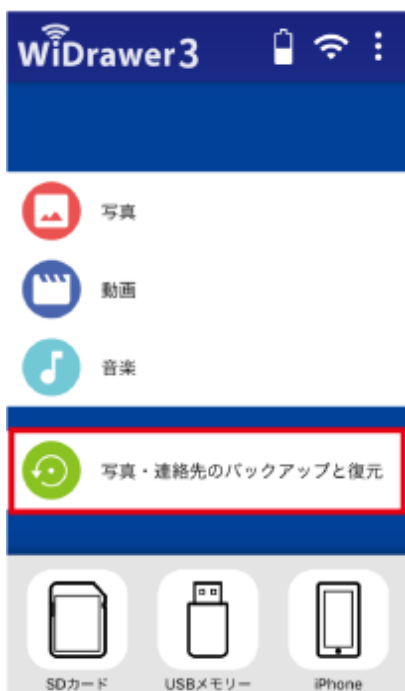 WiDrawer3
写真
動画
音楽
写真・連絡先のバックアップと復元
SDカード USBメモリー iPhone